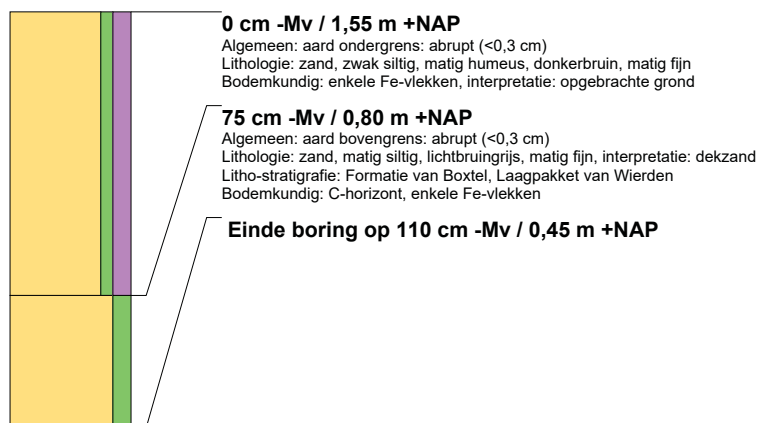 0 cm -Mv / 1,55 m +NAP
Algemeen: aard ondergrens: abrupt (<0,3 cm)
Lithologie: zand, zwak siltig, matig humeus, donkerbruin, matig fijn
Bodemkundig: enkele Fe-vlekken, interpretatie: opgebrachte grond
75 cm -Mv / 0,80 m +NAP
Algemeen: aard bovengrens: abrupt (<0,3 cm)
Lithologie: zand, matig siltig, lichtbruingrijs, matig fijn, interpretatie: dekzand
Litho-stratigrafie: Formatie van Boxtel, Laagpakket van Wierden
Bodemkundig: C-horizont, enkele Fe-vlekken
Einde boring op 110 cm -Mv / 0,45 m +NAP